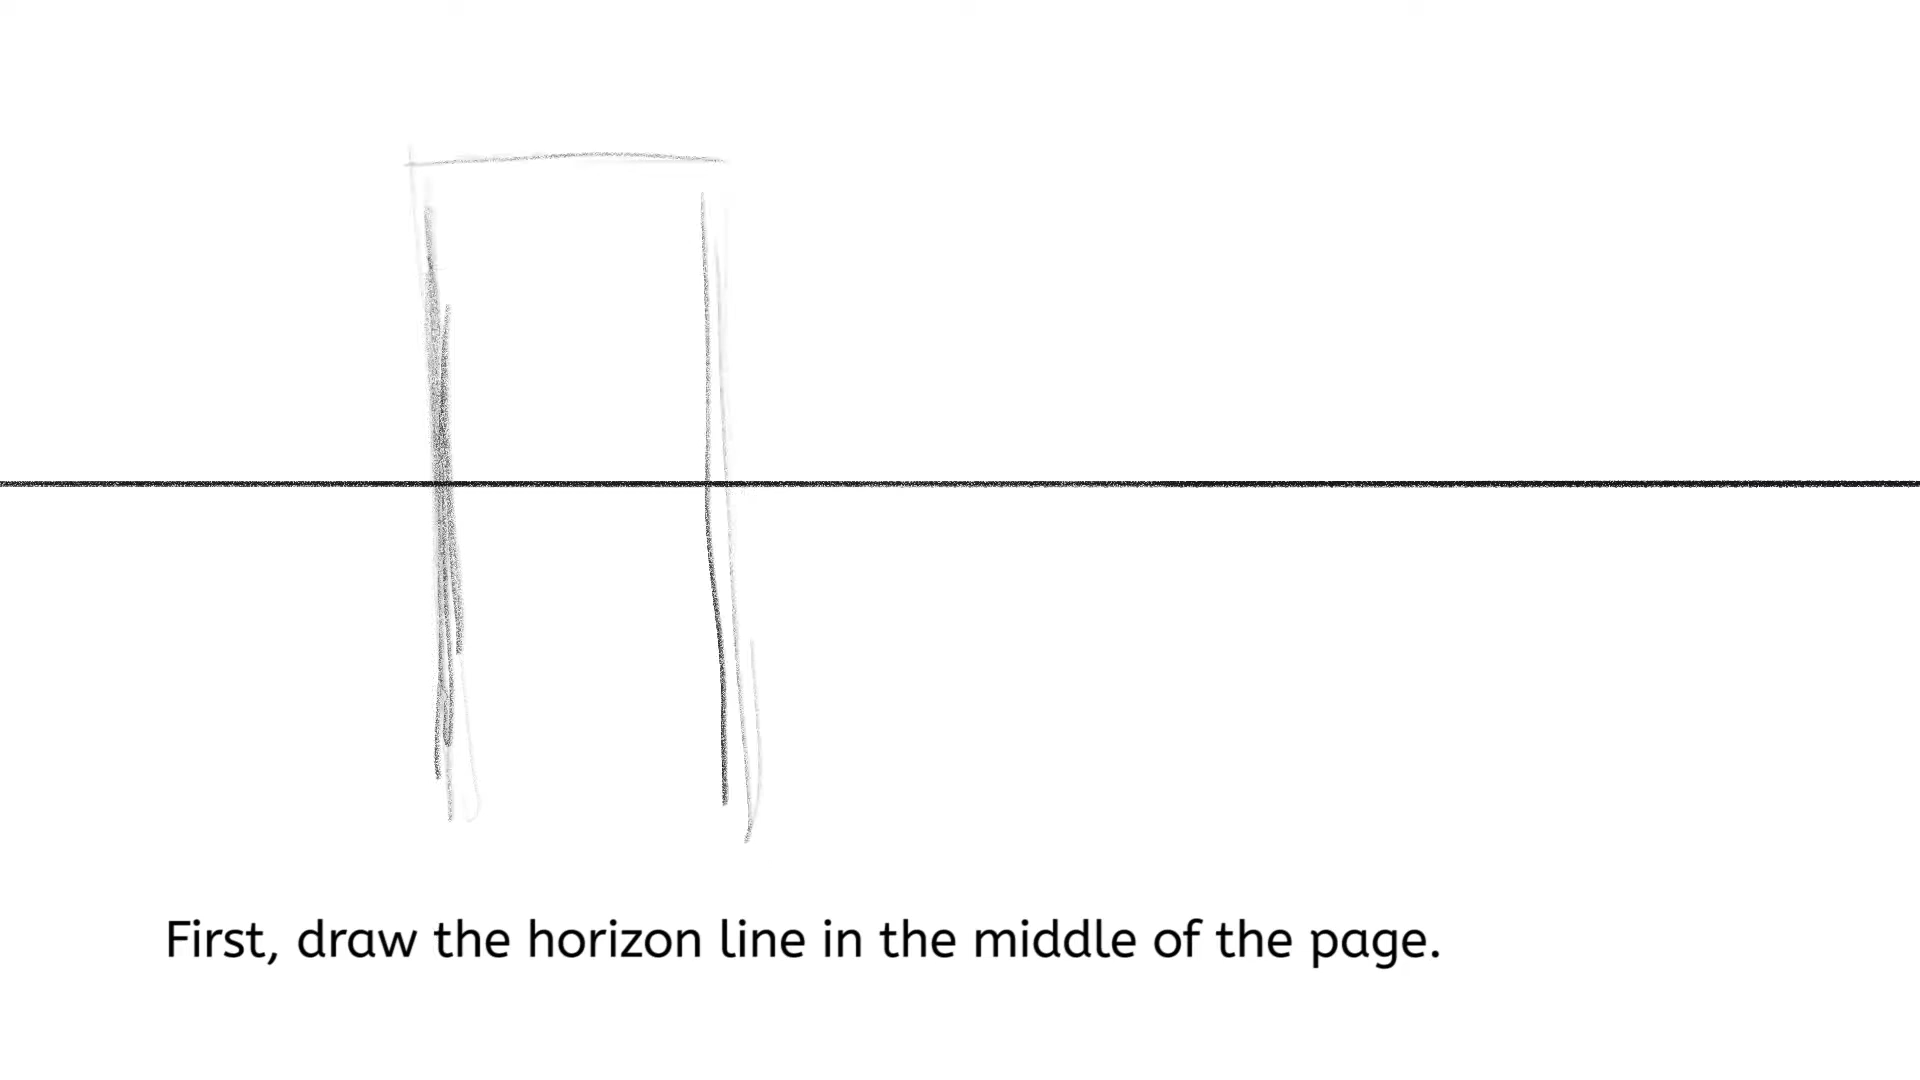 First, draw the horizon line in the middle of the page.